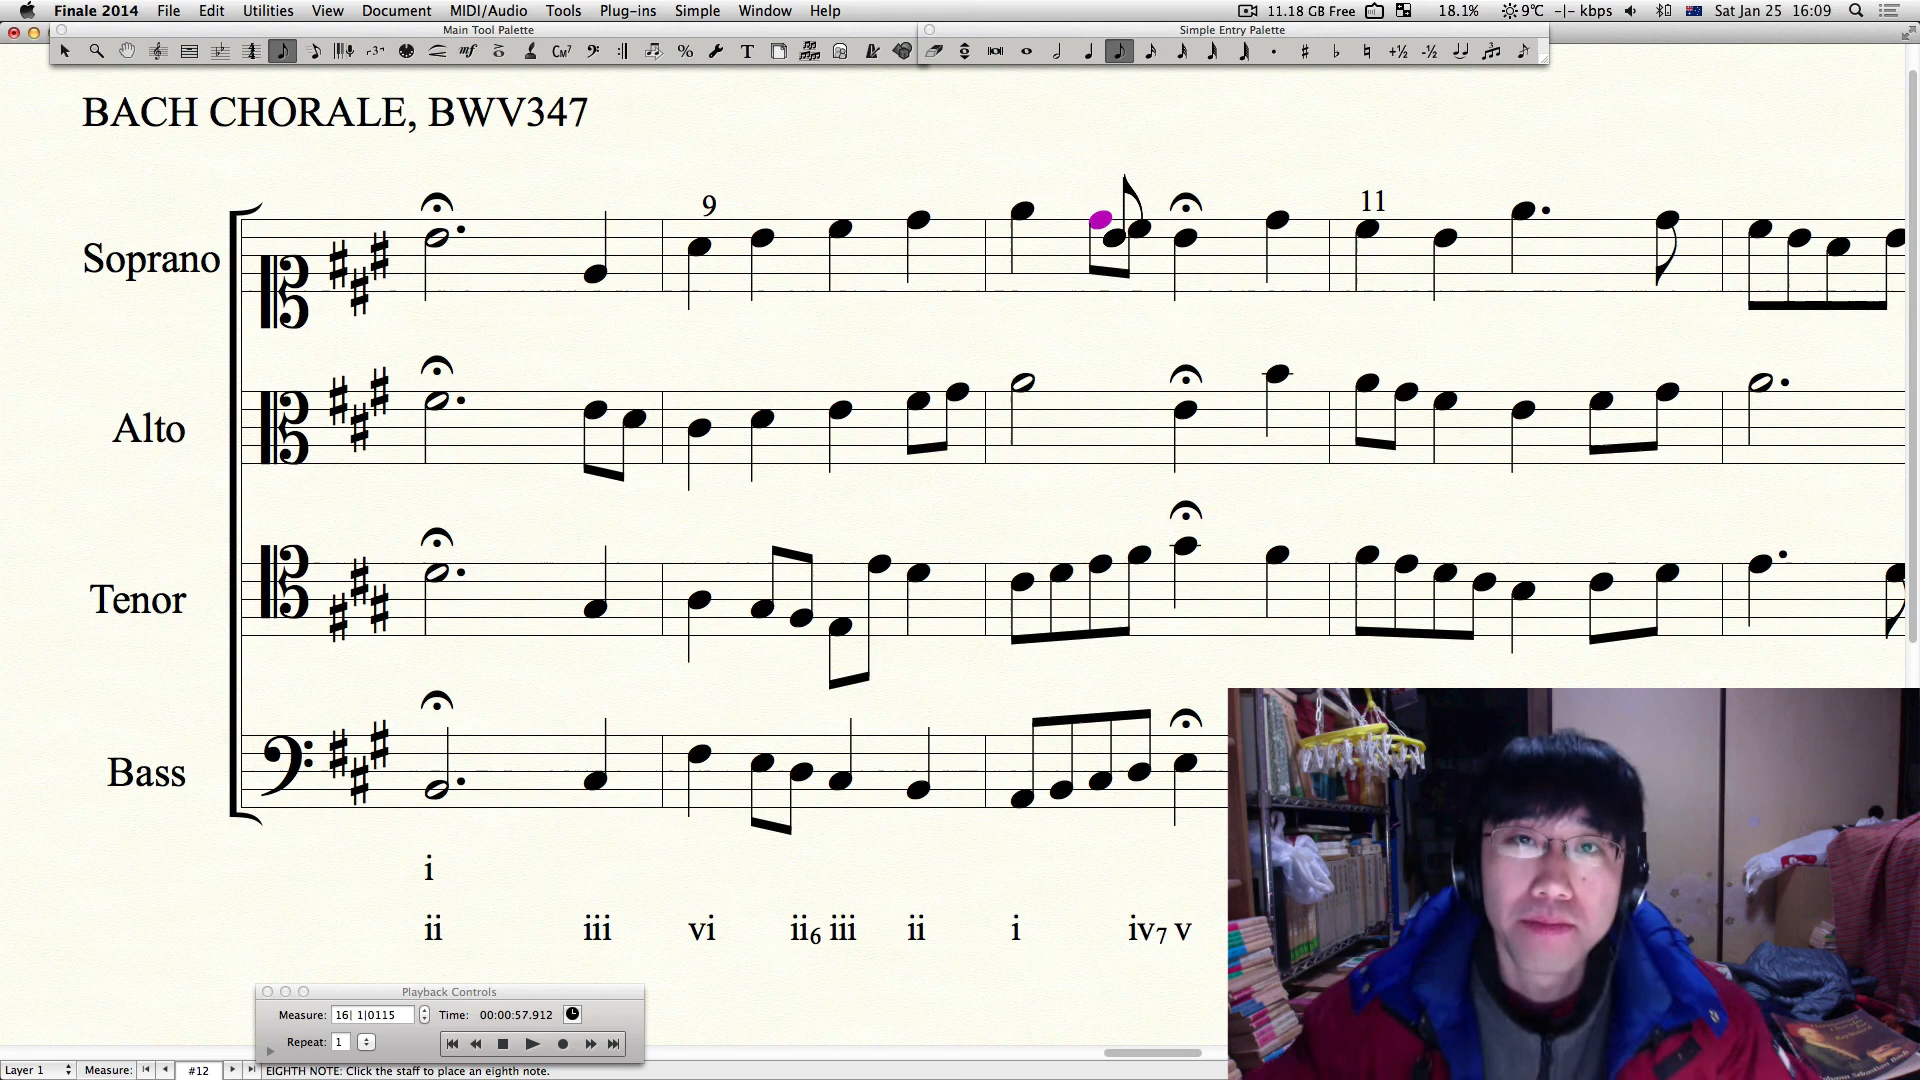 Finale 2014 File Edit Utilities View Document MIDI/Audio Tools Plug-ins Simple Window Help 11.18 GB Free 18.1% 9°C -|- kbps Sat Jan 25 16:09
Main Tool Palette Simple Entry Palette
BACH CHORALE, BWV347
9 11
Soprano
Alto
Tenor
Bass
i
ii iii vi ii6 iii ii i iv7 v
Playback Controls
Measure: 16| 1|0115 Time: 00:00:57.912
Repeat: 1
Layer 1 Measure: #12 EIGHTH NOTE: Click the staff to place an eighth note.